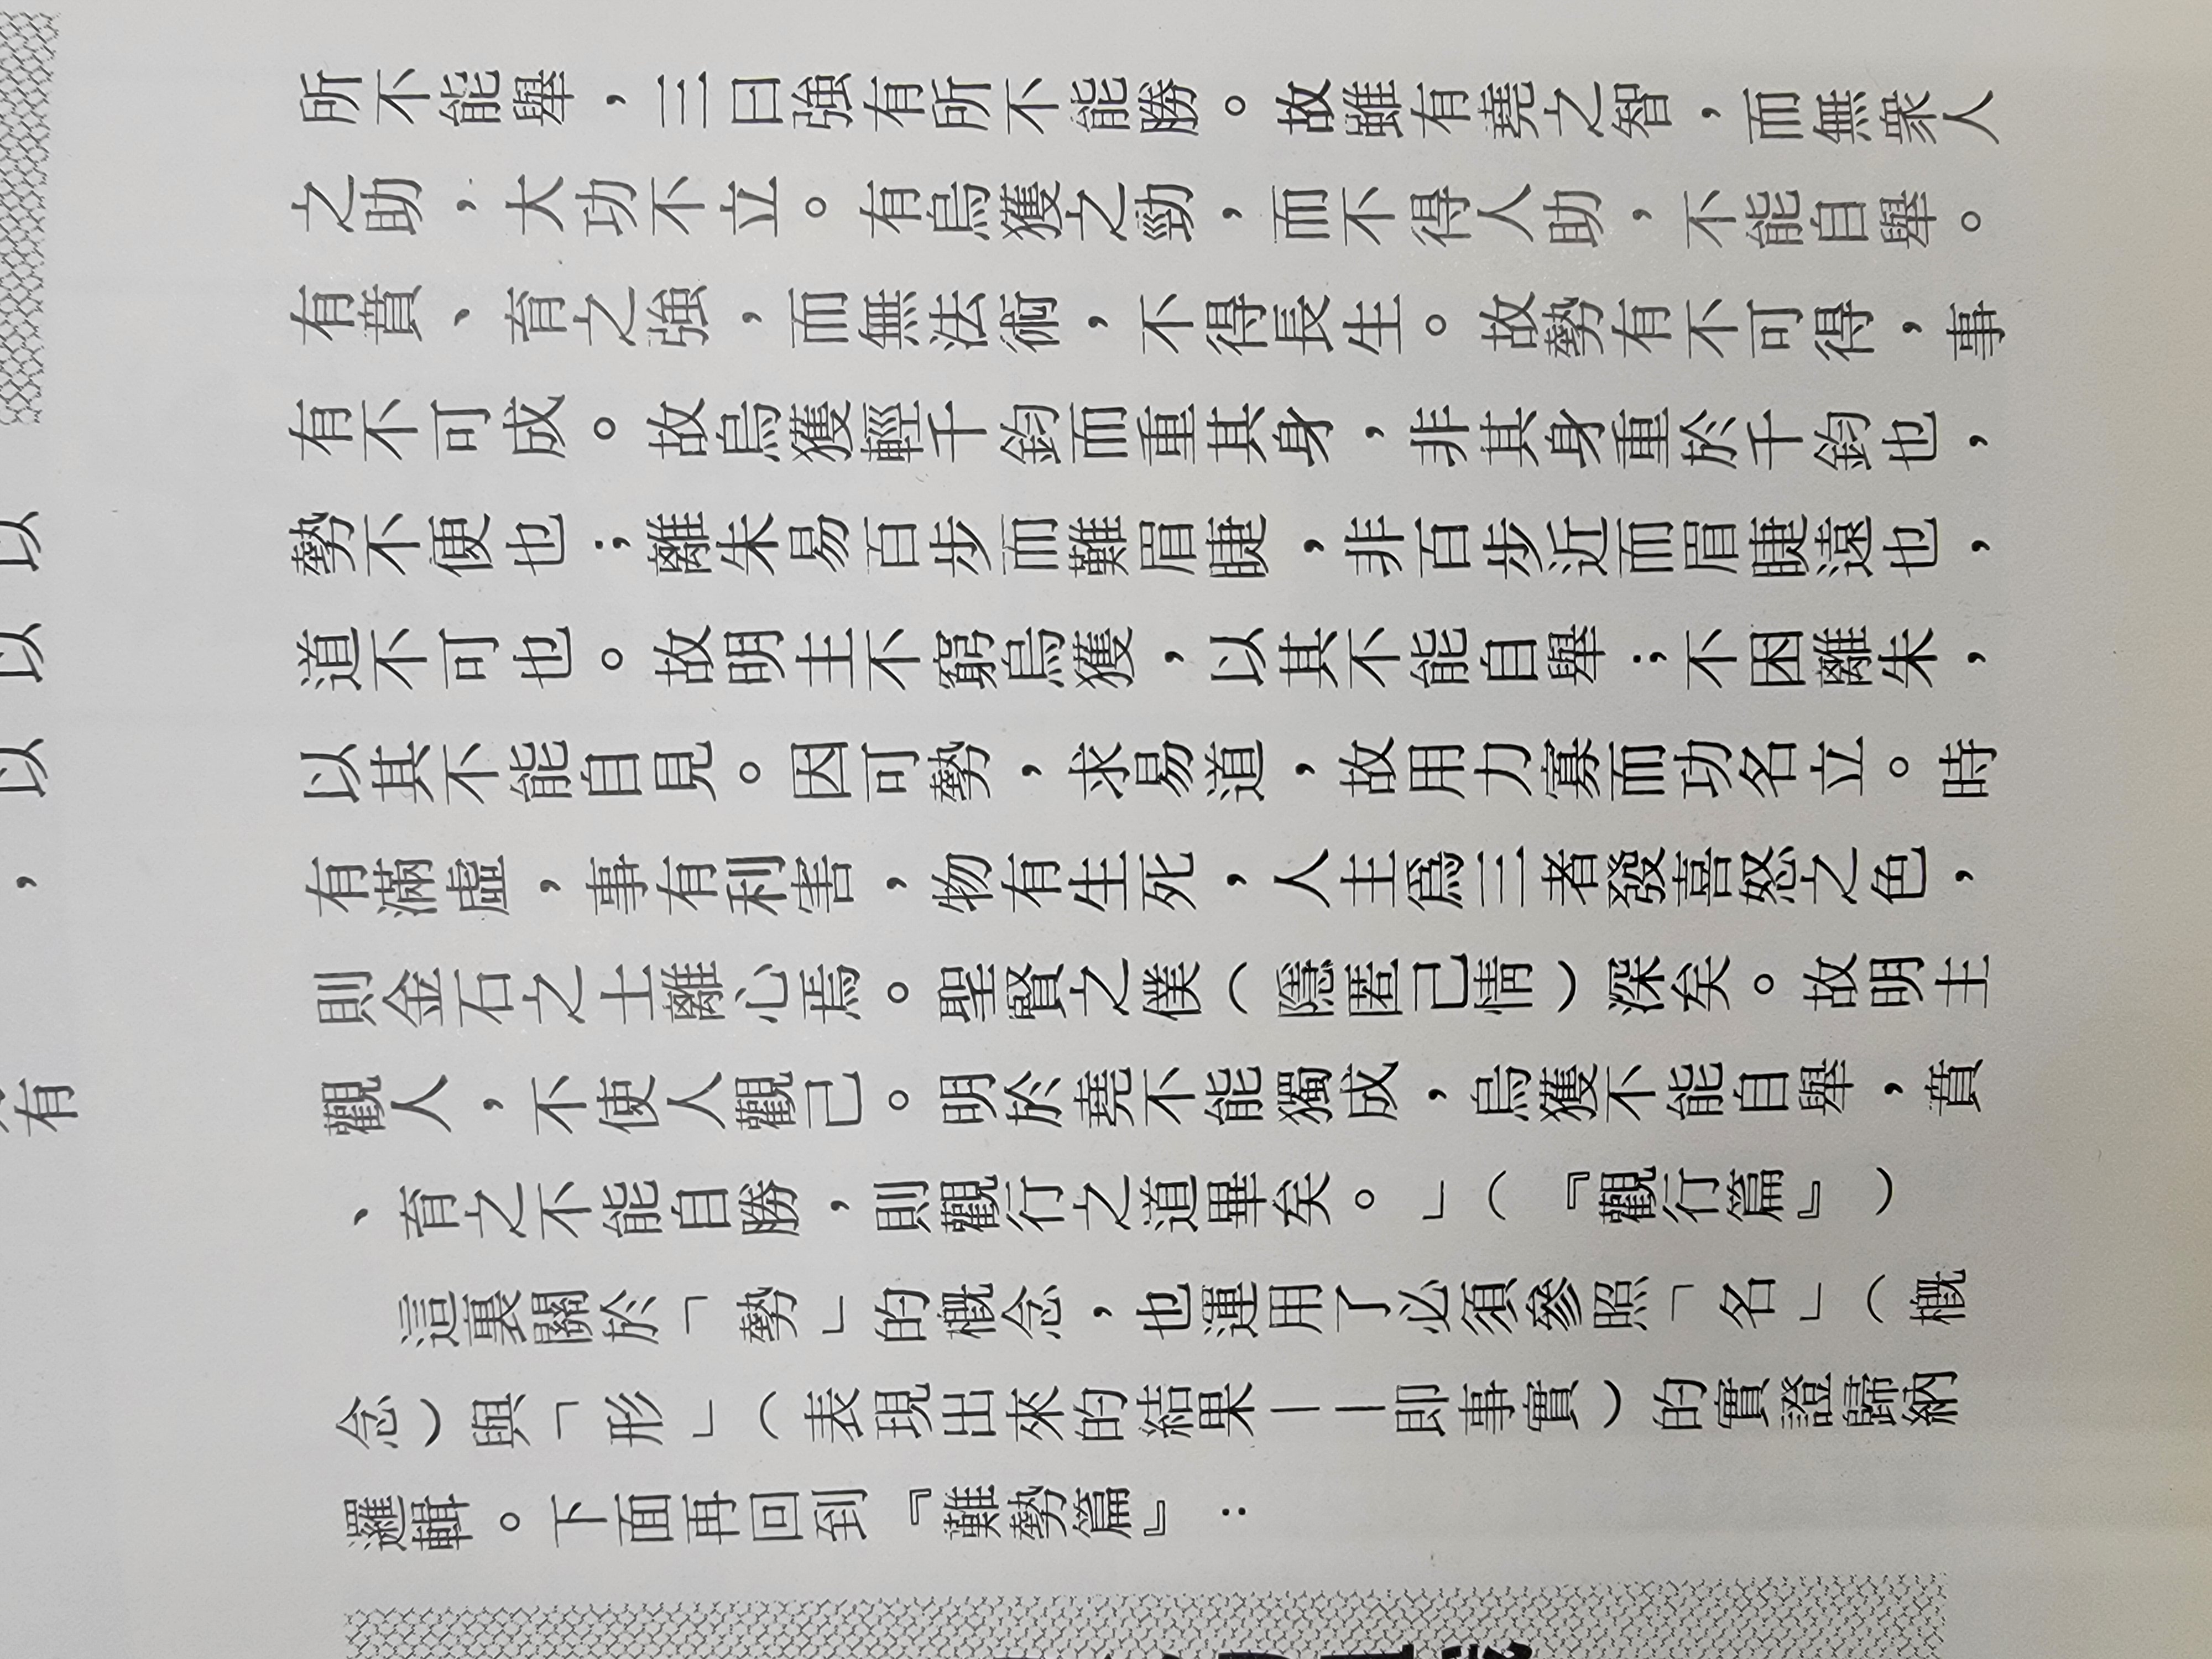 以
以
以
，
有
所不能舉，三曰強有所不能勝。故雖有堯之智，而無衆人
之助，大功不立。有烏獲之勁，而不得人助，不能自舉。
有賁、育之強，而無法術，不得長生。故勢有不可得，事
有不可成。故烏獲輕千鈞而重其身，非其身重於千鈞也，
勢不便也；離朱易百步而難眉睫，非百步近而眉睫遠也，
道不可也。故明主不窮烏獲，以其不能自舉；不困離朱，
以其不能自見。因可勢，求易道，故用力寡而功名立。時
有滿虛，事有利害，物有生死，人主爲三者發喜怒之色，
則金石之士離心焉。聖賢之僕（隱匿己情）深矣。故明主
觀人，不使人觀己。明於堯不能獨成，烏獲不能自舉，賁
、育之不能自勝，則觀行之道畢矣。」（『觀行篇』）
這裏關於「勢」的概念，也運用了必須參照「名」（概
念）與「形」（表現出來的結果——即事實）的實證歸納
邏輯。下面再回到『難勢篇』：